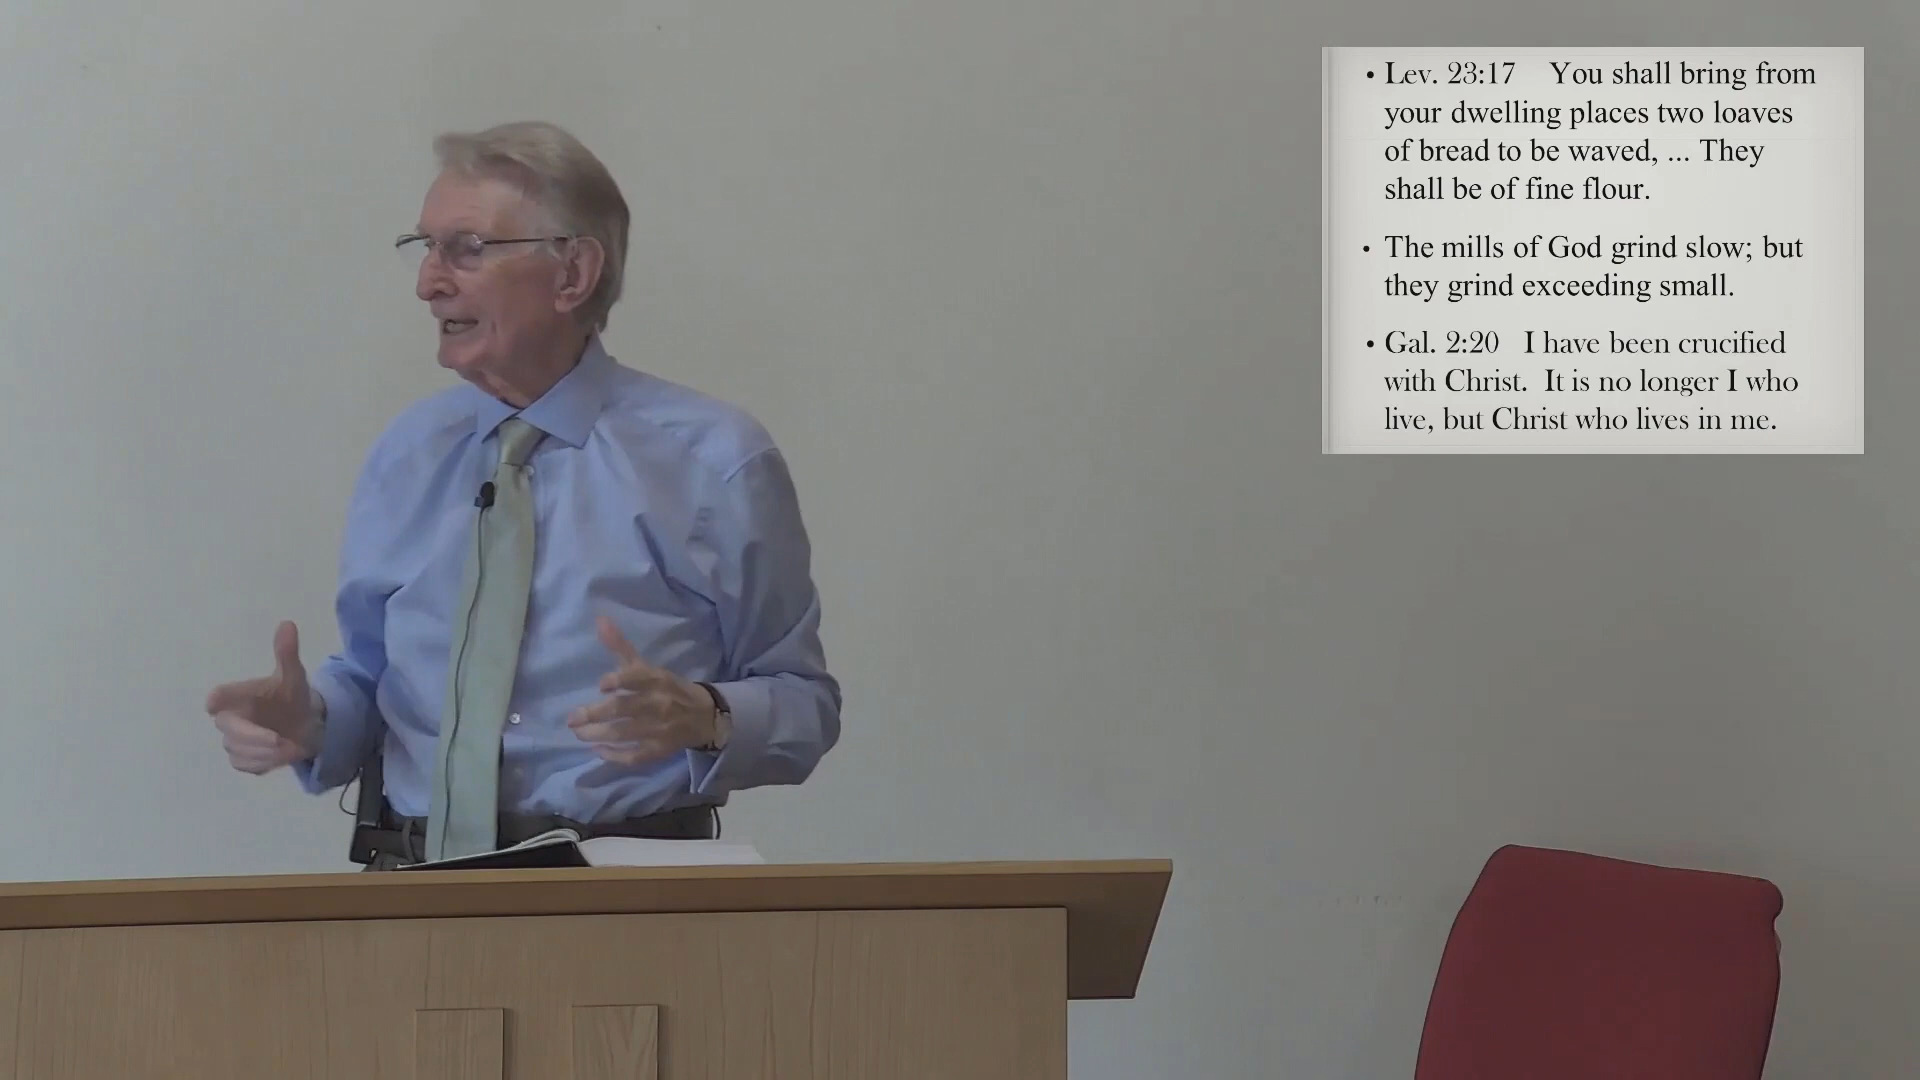 • Lev. 23:17 You shall bring from
your dwelling places two loaves
of bread to be waved, ... They
shall be of fine flour.
• The mills of God grind slow; but
they grind exceeding small.
• Gal. 2:20 I have been crucified
with Christ. It is no longer I who
live, but Christ who lives in me.